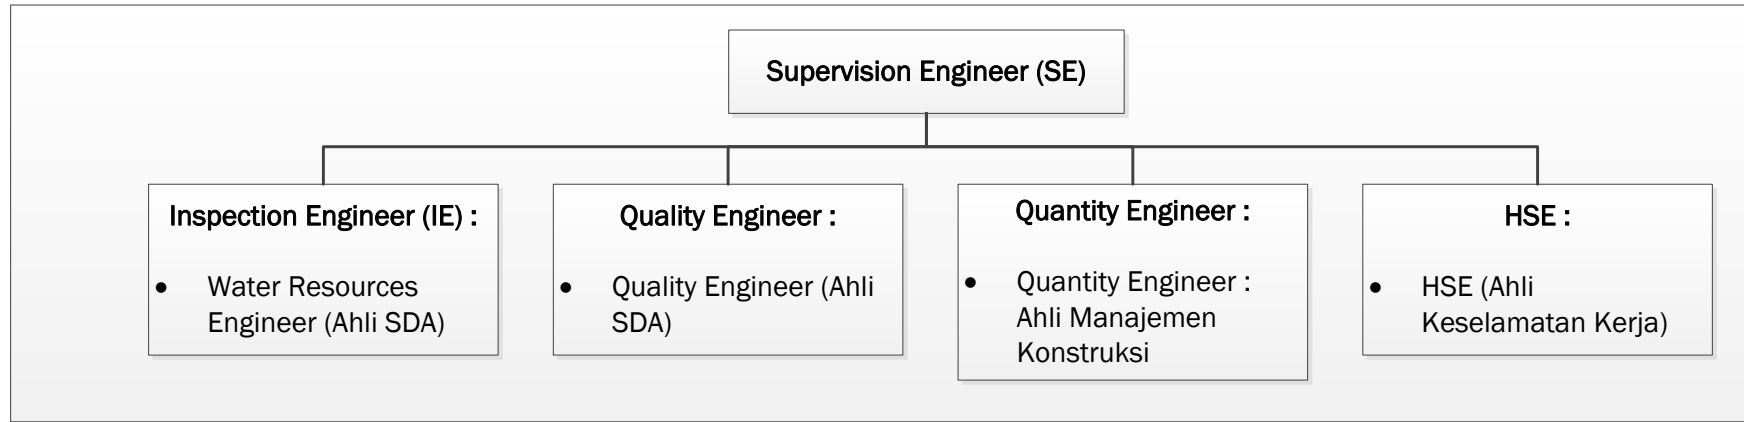 Supervision Engineer (SE)
Inspection Engineer (IE) :
• Water Resources
Engineer (Ahli SDA)
Quality Engineer :
• Quality Engineer (Ahli
SDA)
Quantity Engineer :
• Quantity Engineer :
Ahli Manajemen
Konstruksi
HSE :
• HSE (Ahli
Keselamatan Kerja)